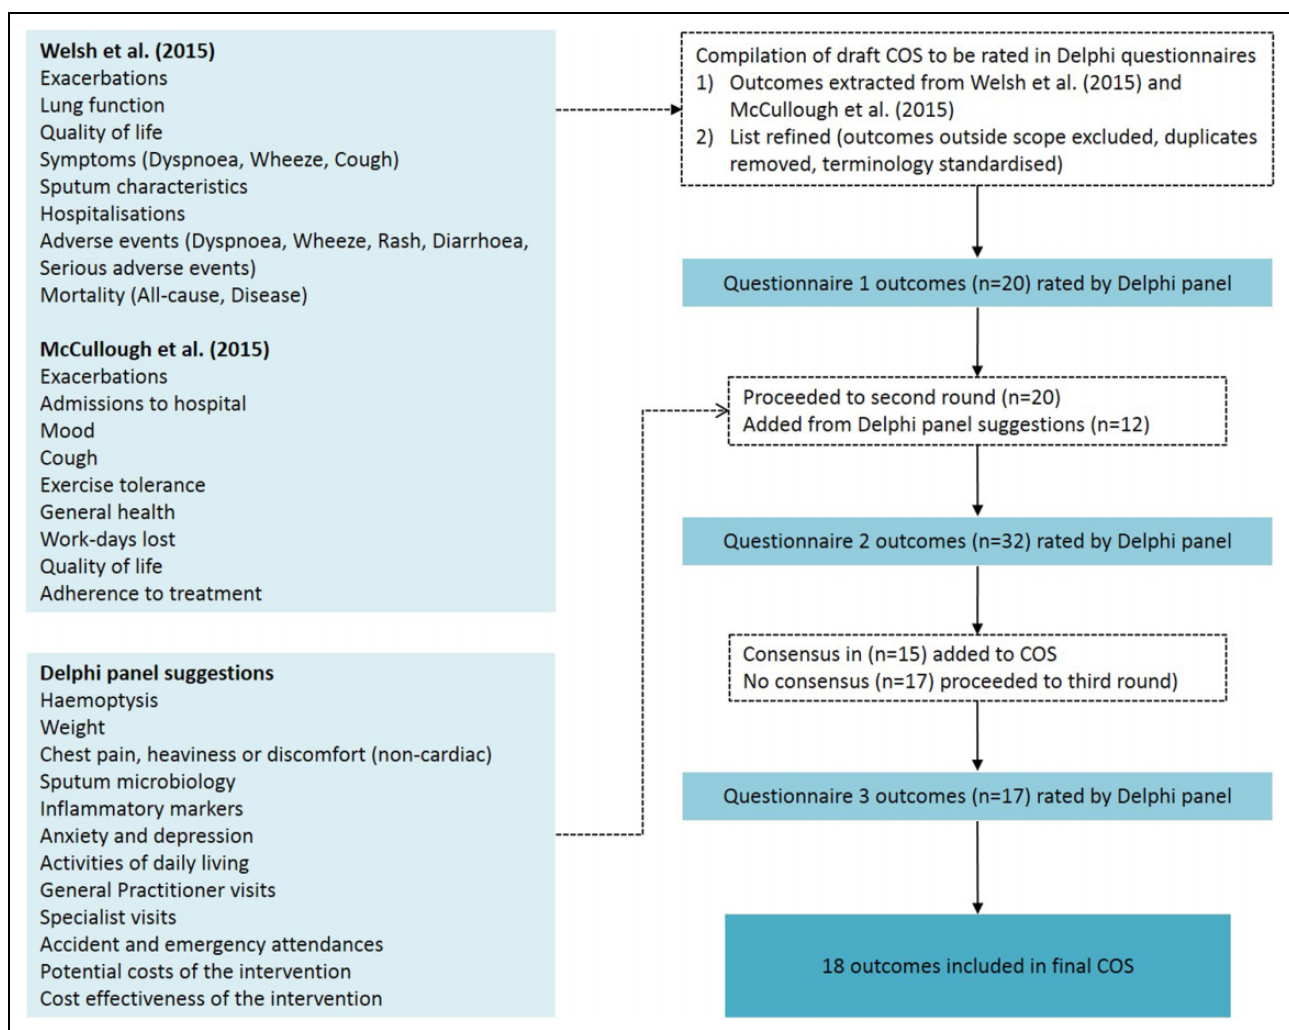 Welsh et al. (2015)
Exacerbations
Lung function
Quality of life
Symptoms (Dyspnoea, Wheeze, Cough)
Sputum characteristics
Hospitalisations
Adverse events (Dyspnoea, Wheeze, Rash, Diarrhoea,
Serious adverse events)
Mortality (All-cause, Disease)
McCullough et al. (2015)
Exacerbations
Admissions to hospital
Mood
Cough
Exercise tolerance
General health
Work-days lost
Quality of life
Adherence to treatment
Delphi panel suggestions
Haemoptysis
Weight
Chest pain, heaviness or discomfort (non-cardiac)
Sputum microbiology
Inflammatory markers
Anxiety and depression
Activities of daily living
General Practitioner visits
Specialist visits
Accident and emergency attendances
Potential costs of the intervention
Cost effectiveness of the intervention
Compilation of draft COS to be rated in Delphi questionnaires
1) Outcomes extracted from Welsh et al. (2015) and
McCullough et al. (2015)
2) List refined (outcomes outside scope excluded, duplicates
removed, terminology standardised)
Questionnaire 1 outcomes (n=20) rated by Delphi panel
Proceeded to second round (n=20)
Added from Delphi panel suggestions (n=12)
Questionnaire 2 outcomes (n=32) rated by Delphi panel
Consensus in (n=15) added to COS
No consensus (n=17) proceeded to third round)
Questionnaire 3 outcomes (n=17) rated by Delphi panel
18 outcomes included in final COS